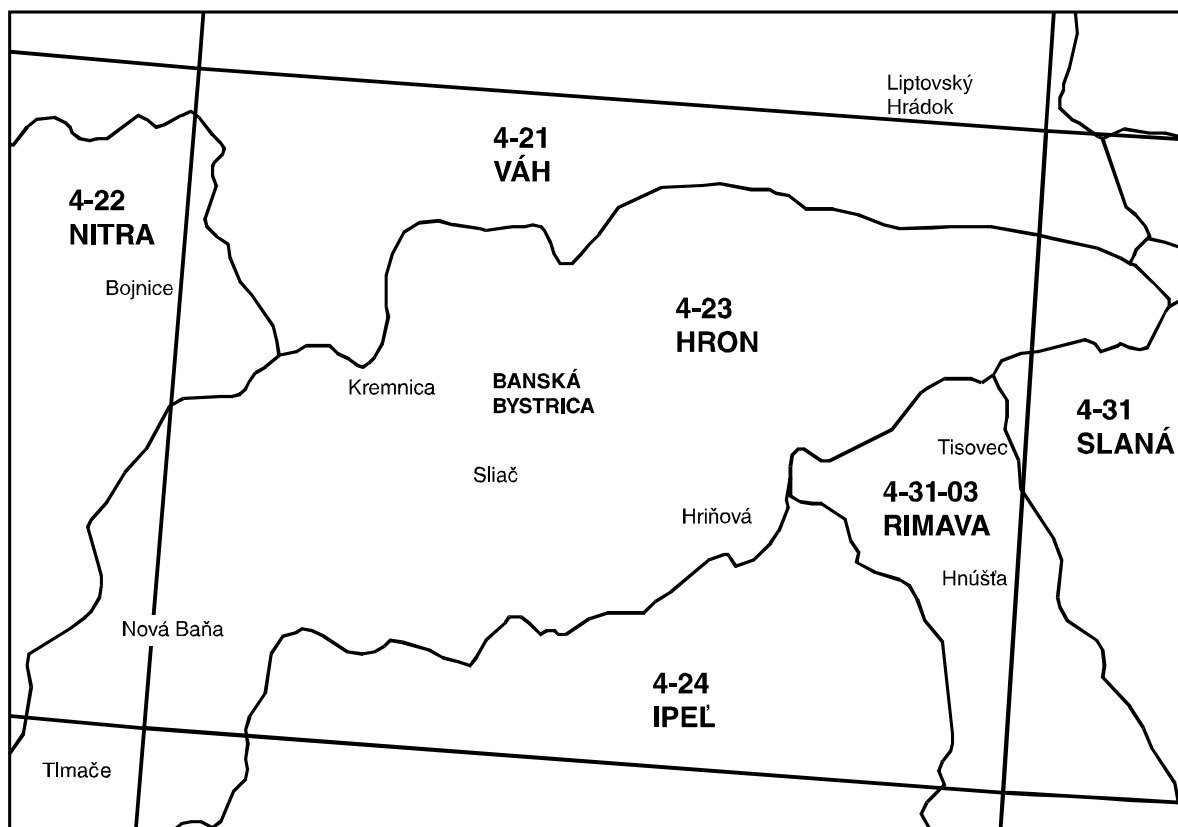 Liptovský
Hrádok
4-21
VÁH
4-22
NITRA
Bojnice
4-23
HRON
Kremnica
BANSKÁ
BYSTRICA
4-31
SLANÁ
Tisovec
Sliač
4-31-03
RIMAVA
Hriňová
Hnúšťa
Nová Baňa
4-24
IPEĽ
Tlmače